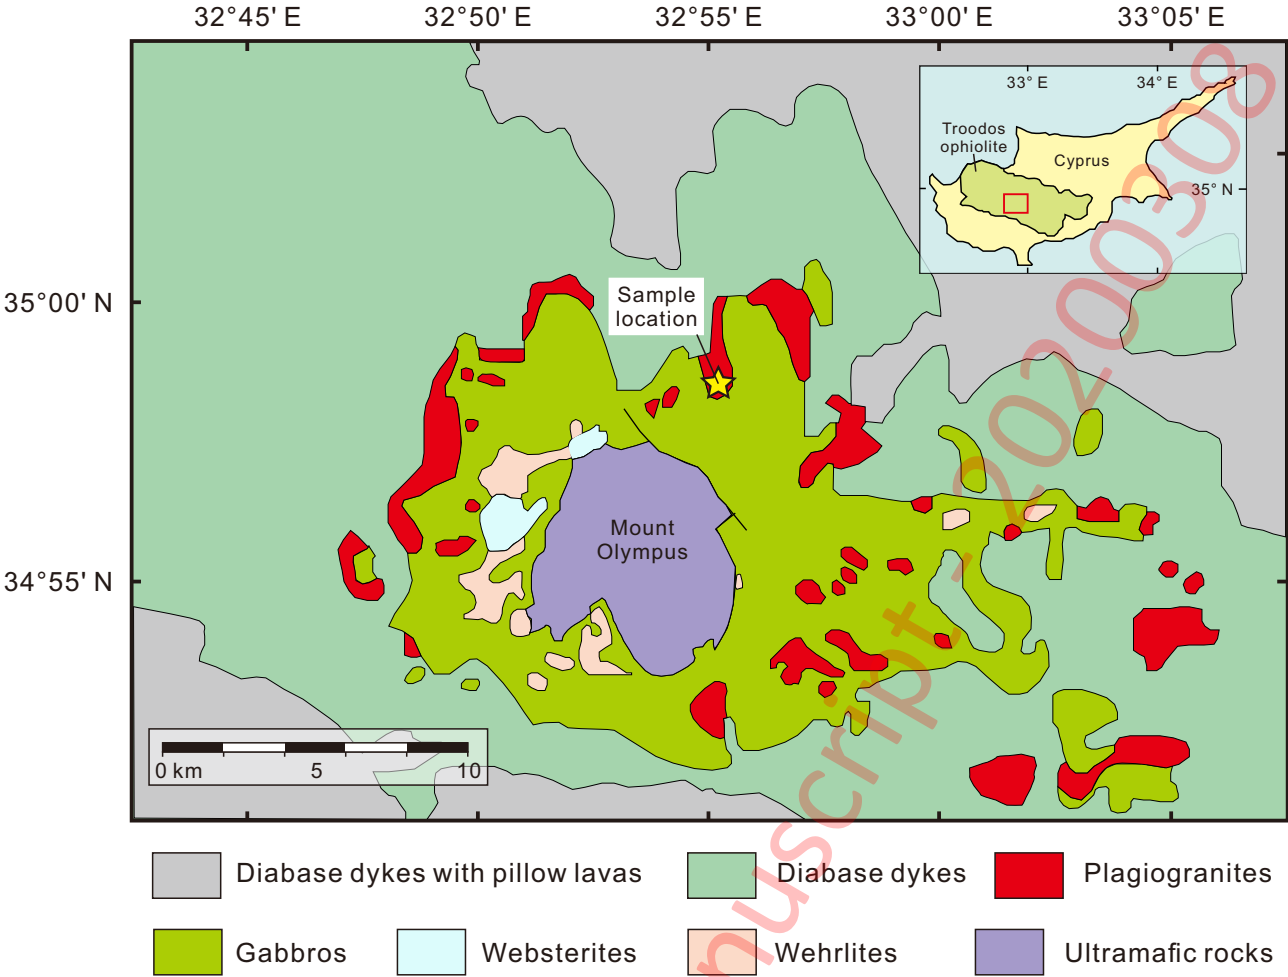 32°45' E
32°50' E
32°55' E
33°00' E
33°05' E
33° E
34° E
Troodos
ophiolite
Cyprus
35° N
35°00' N
Sample
location
Mount
Olympus
34°55' N
0 km
5
10
Diabase dykes with pillow lavas
Diabase dykes
Plagiogranites
Gabbros
Websterites
Wehrlites
Ultramafic rocks
nuscript_20200308